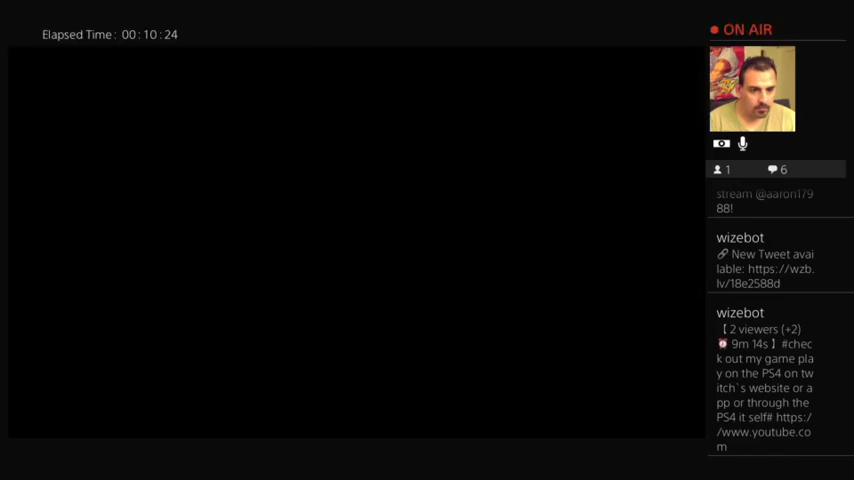 Elapsed Time: 00:10:24
ON AIR
1 6
stream @aaron179
88!
wizebot
New Tweet avai
lable: https://wzb.
lv/18e2588d
wizebot
【 2 viewers (+2)
⏰ 9m 14s 】 #chec
k out my game pla
y on the PS4 on tw
itch`s website or a
pp or through the
PS4 it self# https:/
/www.youtube.co
m